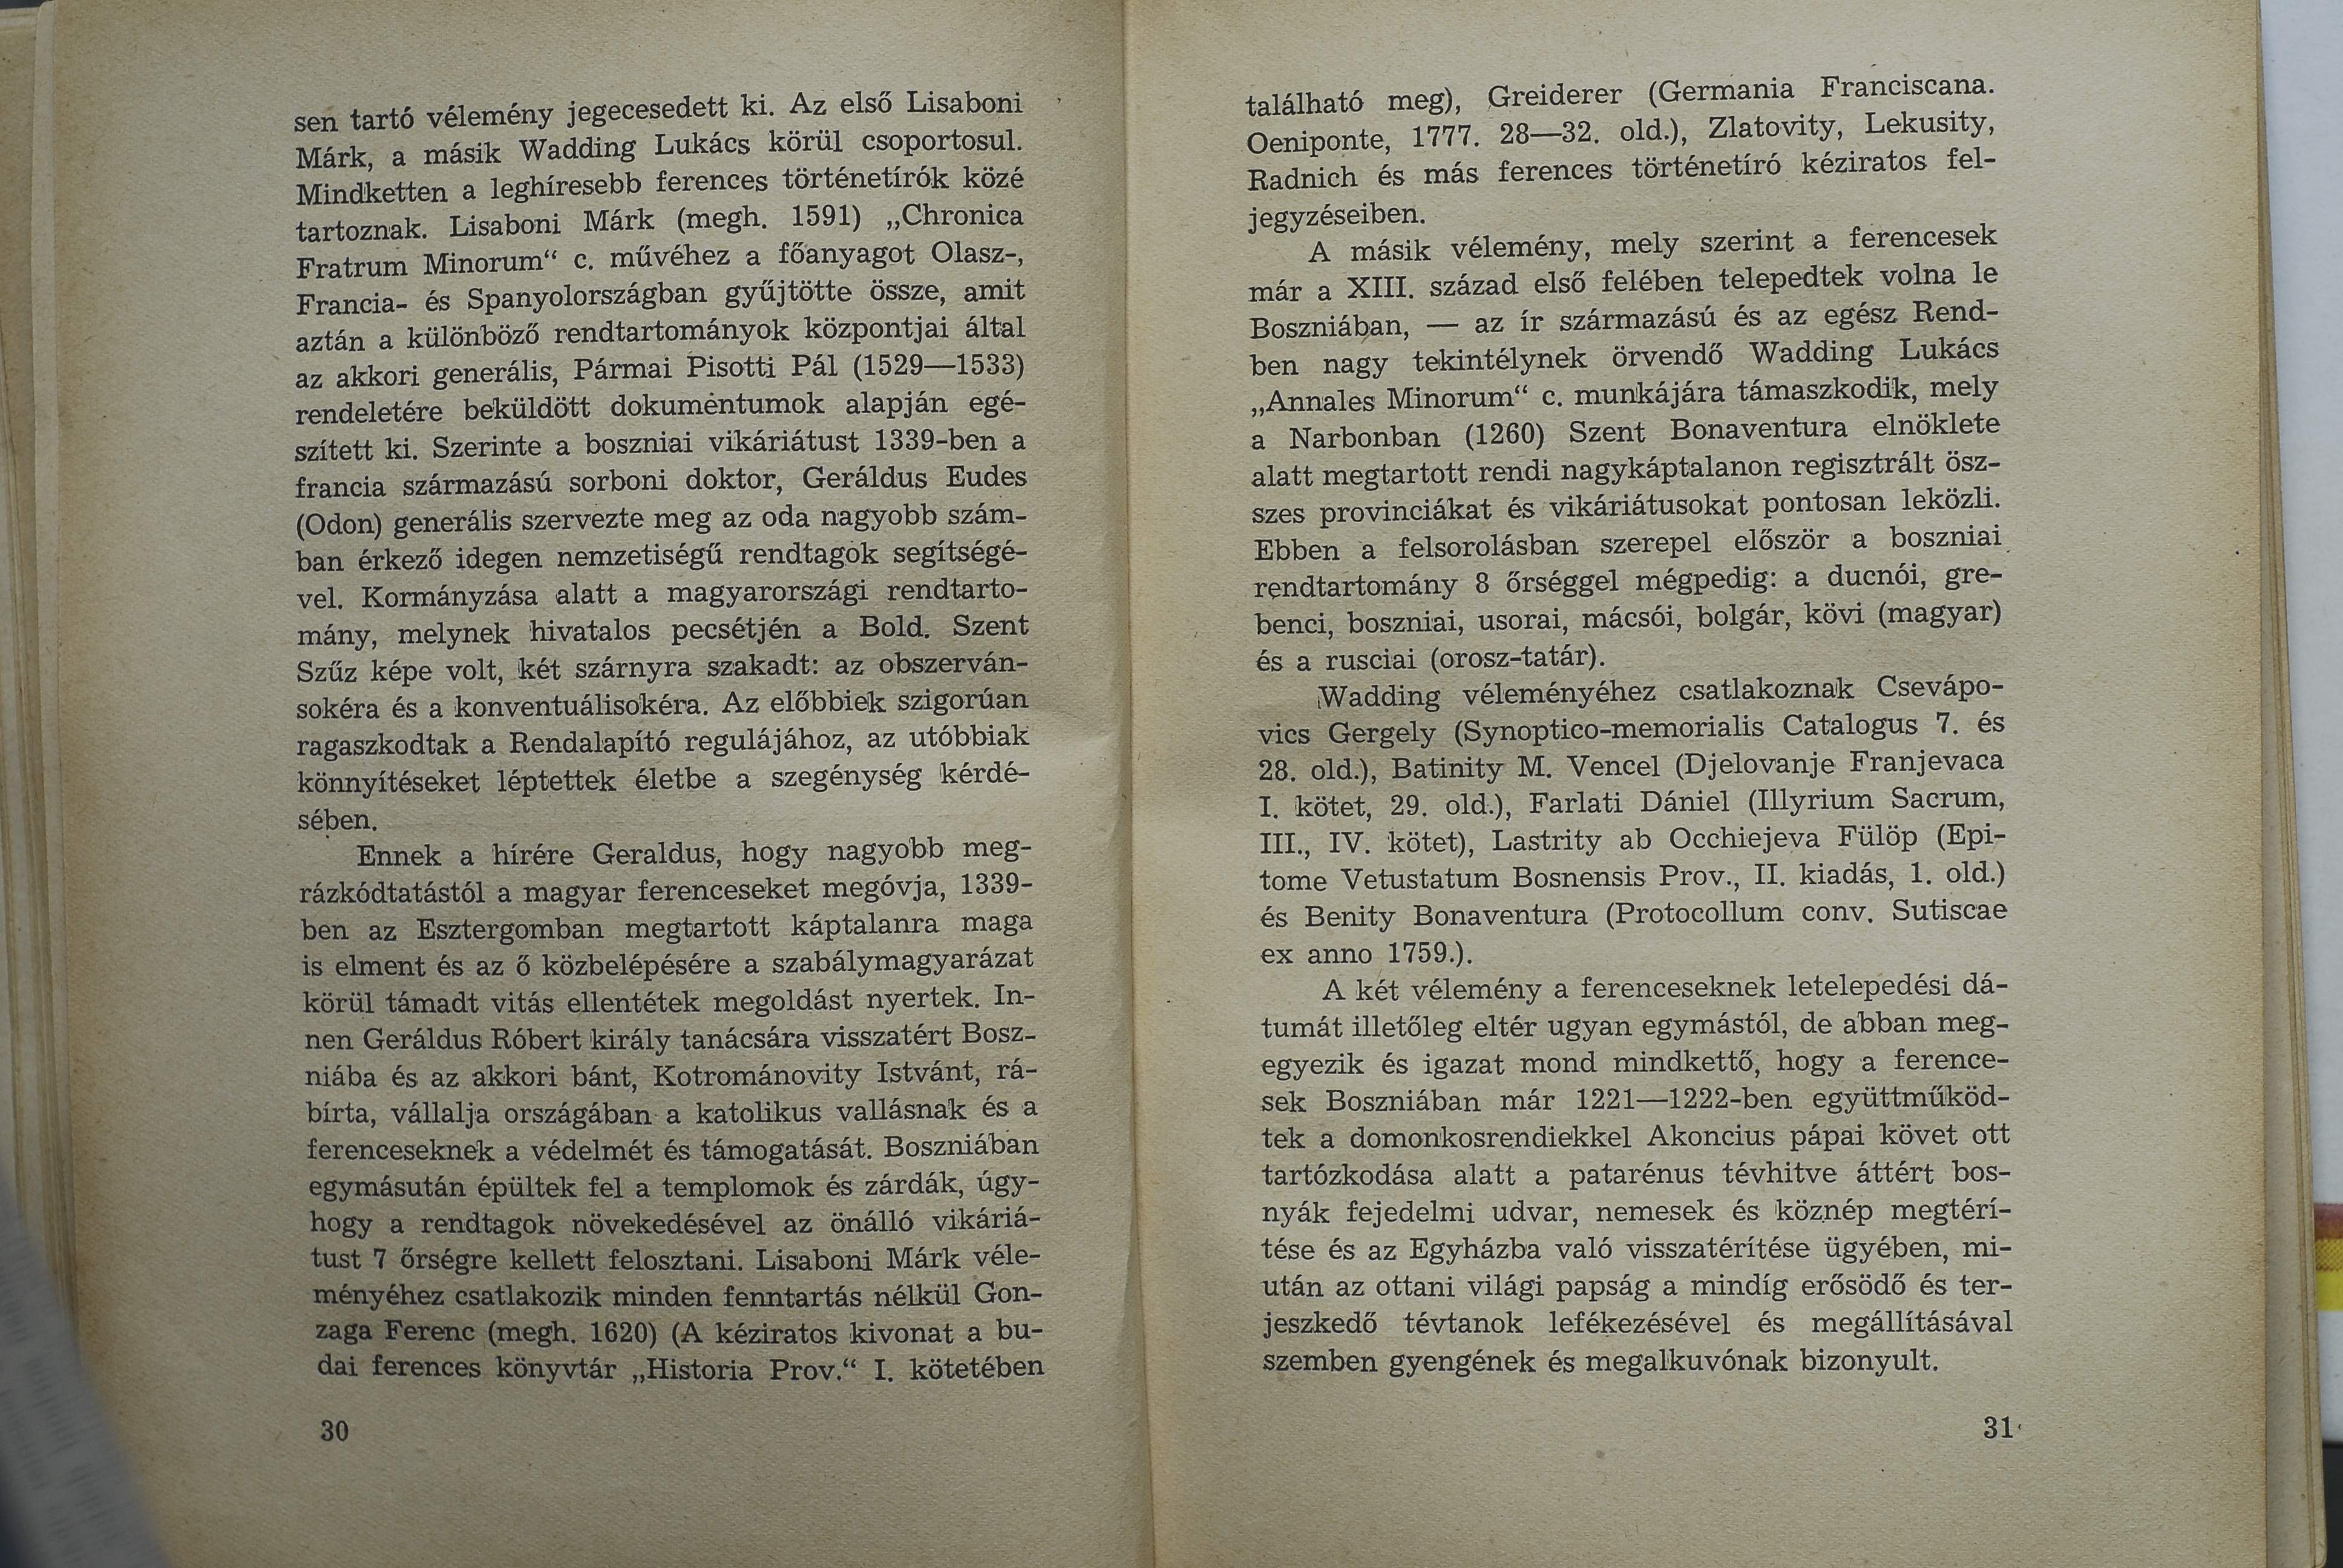 sen tartó vélemény jegecesedett ki. Az első Lisaboni
Márk, a másik Wadding Lukács körül csoportosul.
Mindketten a leghíresebb ferences történetírók közé
tartoznak. Lisaboni Márk (megh. 1591) „Chronica
Fratrum Minorum“ c. művéhez a főanyagot Olasz-,
Francia- és Spanyolországban gyűjtötte össze, amit
aztán a különböző rendtartományok központjai által
az akkori generális, Pármai Pisotti Pál (1529—1533)
rendeletére beküldött dokumentumok alapján egé-
szített ki. Szerinte a boszniai vikáriátust 1339-ben a
francia származású sorboni doktor, Geráldus Eudes
(Odon) generális szervezte meg az oda nagyobb szám-
ban érkező idegen nemzetiségű rendtagok segítségé-
vel. Kormányzása alatt a magyarországi rendtarto-
mány, melynek hivatalos pecsétjén a Bold. Szent
Szűz képe volt, két szárnyra szakadt: az obszerván-
sokéra és a konventuálisokéra. Az előbbiek szigorúan
ragaszkodtak a Rendalapító regulájához, az utóbbiak
könnyítéseket léptettek életbe a szegénység kérdé-
sében.
Ennek a hírére Geraldus, hogy nagyobb meg-
rázkódtatástól a magyar ferenceseket megóvja, 1339-
ben az Esztergomban megtartott káptalanra maga
is elment és az ő közbelépésére a szabálymagyarázat
körül támadt vitás ellentétek megoldást nyertek. In-
nen Geráldus Róbert király tanácsára visszatért Bosz-
niába és az akkori bánt, Kotrománovity Istvánt, rá-
bírta, vállalja országában a katolikus vallásnak és a
ferenceseknek a védelmét és támogatását. Boszniában
egymásután épültek fel a templomok és zárdák, úgy-
hogy a rendtagok növekedésével az önálló vikáriá-
tust 7 őrségre kellett felosztani. Lisaboni Márk véle-
ményéhez csatlakozik minden fenntartás nélkül Gon-
zaga Ferenc (megh. 1620) (A kéziratos kivonat a bu-
dai ferences könyvtár „Historia Prov.“ I. kötetében
30
található meg), Greiderer (Germania Franciscana.
Oeniponte, 1777. 28—32. old.), Zlatovity, Lekusity,
Radnich és más ferences történetíró kéziratos fel-
jegyzéseiben.
A másik vélemény, mely szerint a ferencesek
már a XIII. század első felében telepedtek volna le
Boszniában, — az ír származású és az egész Rend-
ben nagy tekintélynek örvendő Wadding Lukács
„Annales Minorum“ c. munkájára támaszkodik, mely
a Narbonban (1260) Szent Bonaventura elnöklete
alatt megtartott rendi nagykáptalanon regisztrált ösz-
szes provinciákat és vikáriátusokat pontosan leközli.
Ebben a felsorolásban szerepel először a boszniai
rendtartomány 8 őrséggel mégpedig: a ducnói, gre-
benci, boszniai, usorai, mácsói, bolgár, kövi (magyar)
és a rusciai (orosz-tatár).
Wadding véleményéhez csatlakoznak Csevápo-
vics Gergely (Synoptico-memorialis Catalogus 7. és
28. old.), Batinity M. Vencel (Djelovanje Franjevaca
I. kötet, 29. old.), Farlati Dániel (Illyrium Sacrum,
III., IV. kötet), Lastrity ab Occhiejeva Fülöp (Epi-
tome Vetustatum Bosnensis Prov., II. kiadás, 1. old.)
és Benity Bonaventura (Protocollum conv. Sutiscae
ex anno 1759.).
A két vélemény a ferenceseknek letelepedési dá-
tumát illetőleg eltér ugyan egymástól, de abban meg-
egyezik és igazat mond mindkettő, hogy a ference-
sek Boszniában már 1221—1222-ben együttműköd-
tek a domonkosrendiekkel Akoncius pápai követ ott
tartózkodása alatt a patarénus tévhitve áttért bos-
nyák fejedelmi udvar, nemesek és köznép megtérí-
tése és az Egyházba való visszatérítése ügyében, mi-
után az ottani világi papság a mindíg erősödő és ter-
jeszkedő tévtanok lefékezésével és megállításával
szemben gyengének és megalkuvónak bizonyult.
31